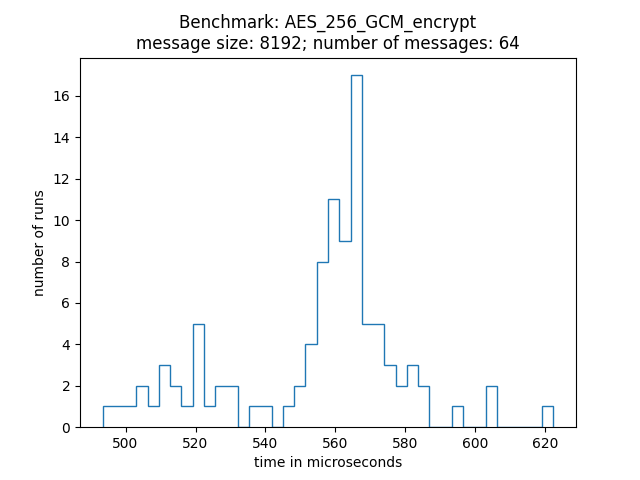 Benchmark: AES_256_GCM_encrypt
message size: 8192; number of messages: 64
16
14
12
10
8
6
4
2
0
number of runs
500 520 540 560 580 600 620
time in microseconds